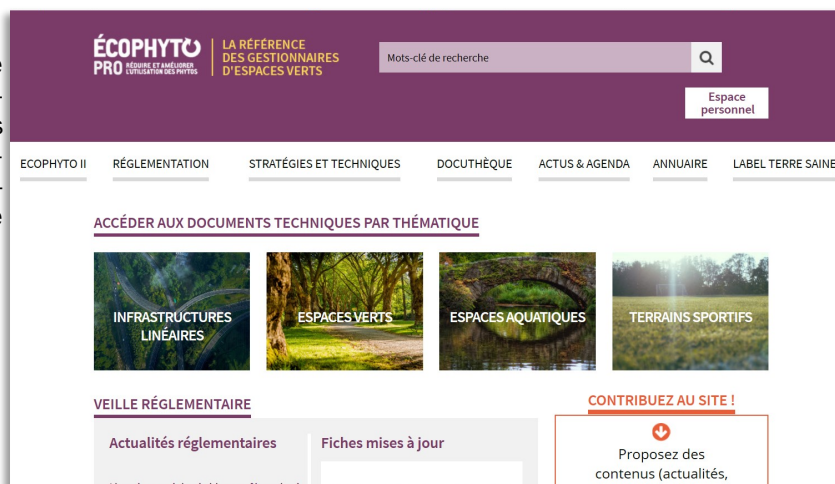 ÉCOPHYTO
PRO RÉDUIRE ET AMÉLIORER
L'UTILISATION DES PHYTOS
LA RÉFÉRENCE
DES GESTIONNAIRES
D'ESPACES VERTS
Mots-clé de recherche
Espace
personnel
ECOPHYTO II RÉGLEMENTATION STRATÉGIES ET TECHNIQUES DOCUTHÈQUE ACTUS & AGENDA ANNUAIRE LABEL TERRE SAINE
ACCÉDER AUX DOCUMENTS TECHNIQUES PAR THÉMATIQUE
INFRASTRUCTURES
LINÉAIRES
ESPACES VERTS
ESPACES AQUATIQUES
TERRAINS SPORTIFS
VEILLE RÉGLEMENTAIRE
Actualités réglementaires
Fiches mises à jour
CONTRIBUEZ AU SITE !
Proposez des
contenus (actualités,